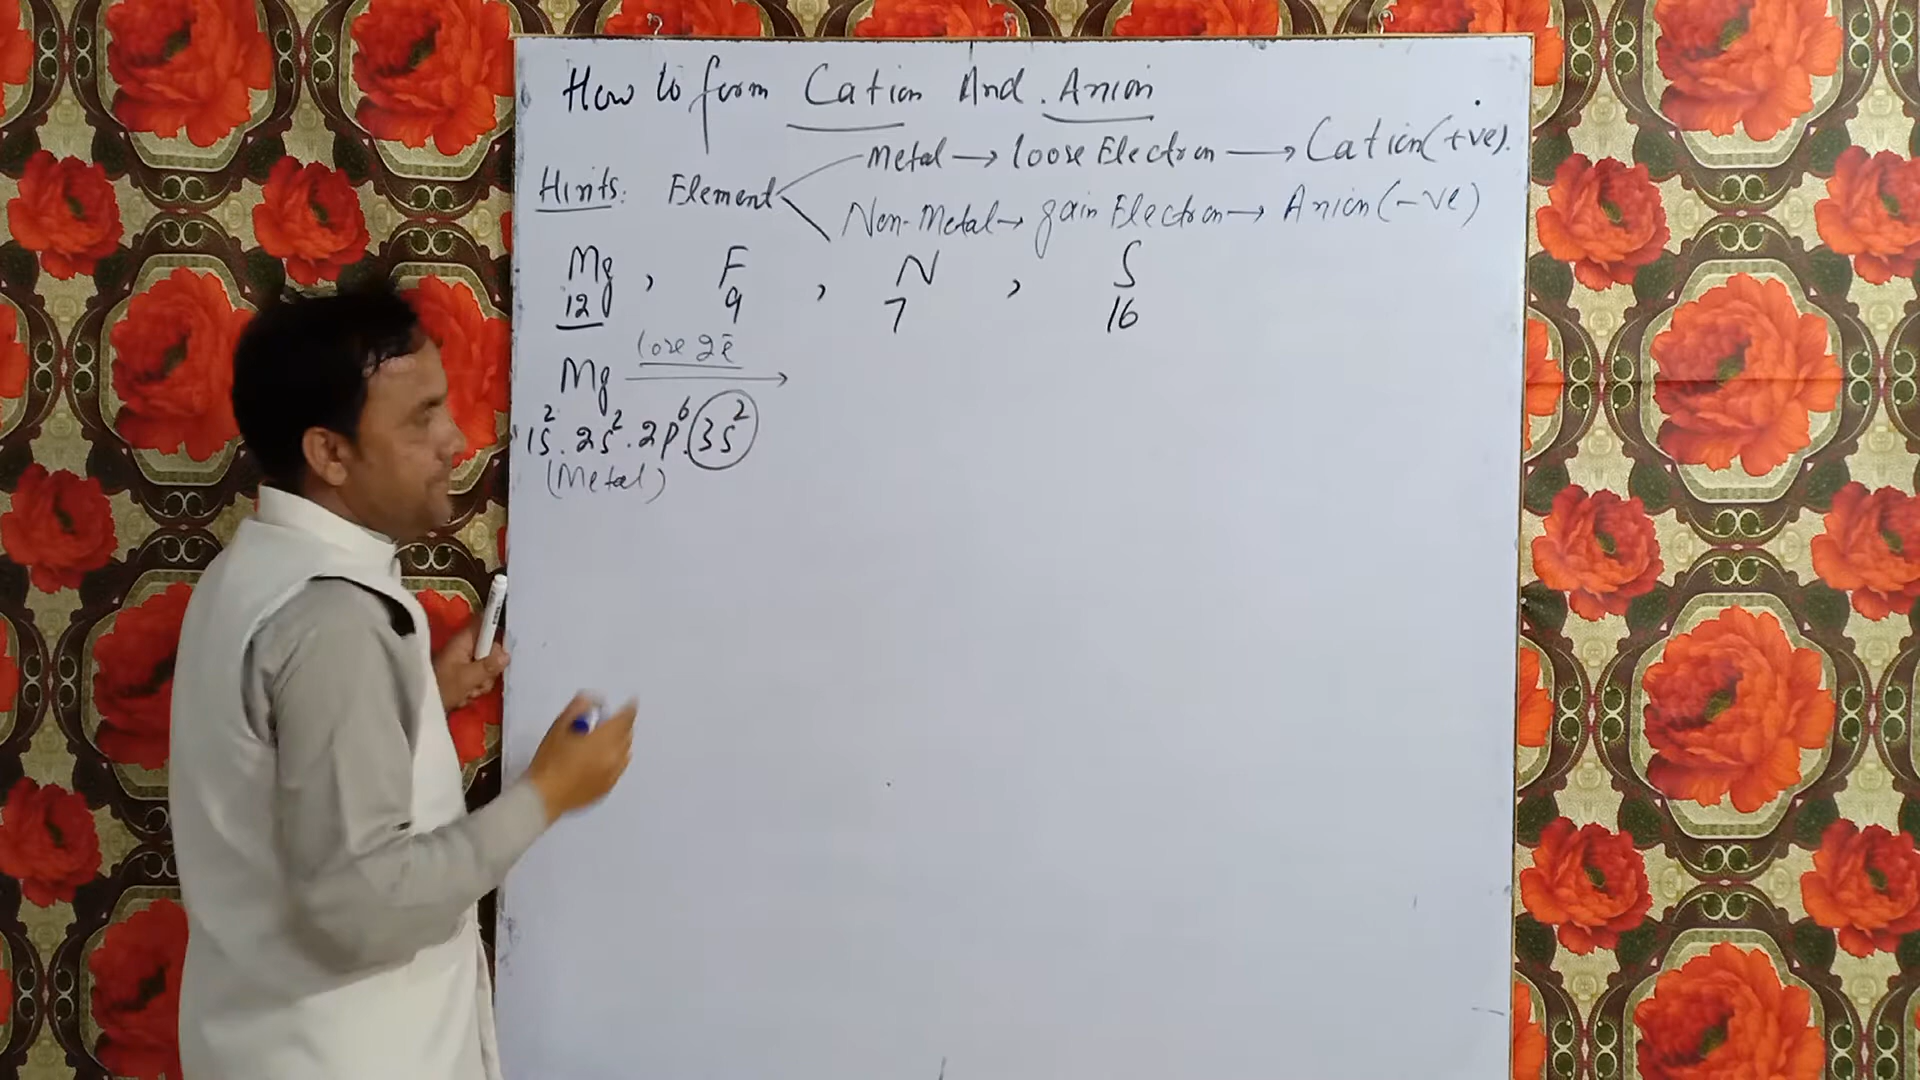 How to form Cation And. Anion
Metal → loose Electron → Cation (+ve).
Hints: Element
Non-Metal → gain Electron → Anion (-ve)
Mg, F, N, S
12 9 7 16
lose 2ē
Mg →
1s².2s².2p⁶.3s²
(Metal)